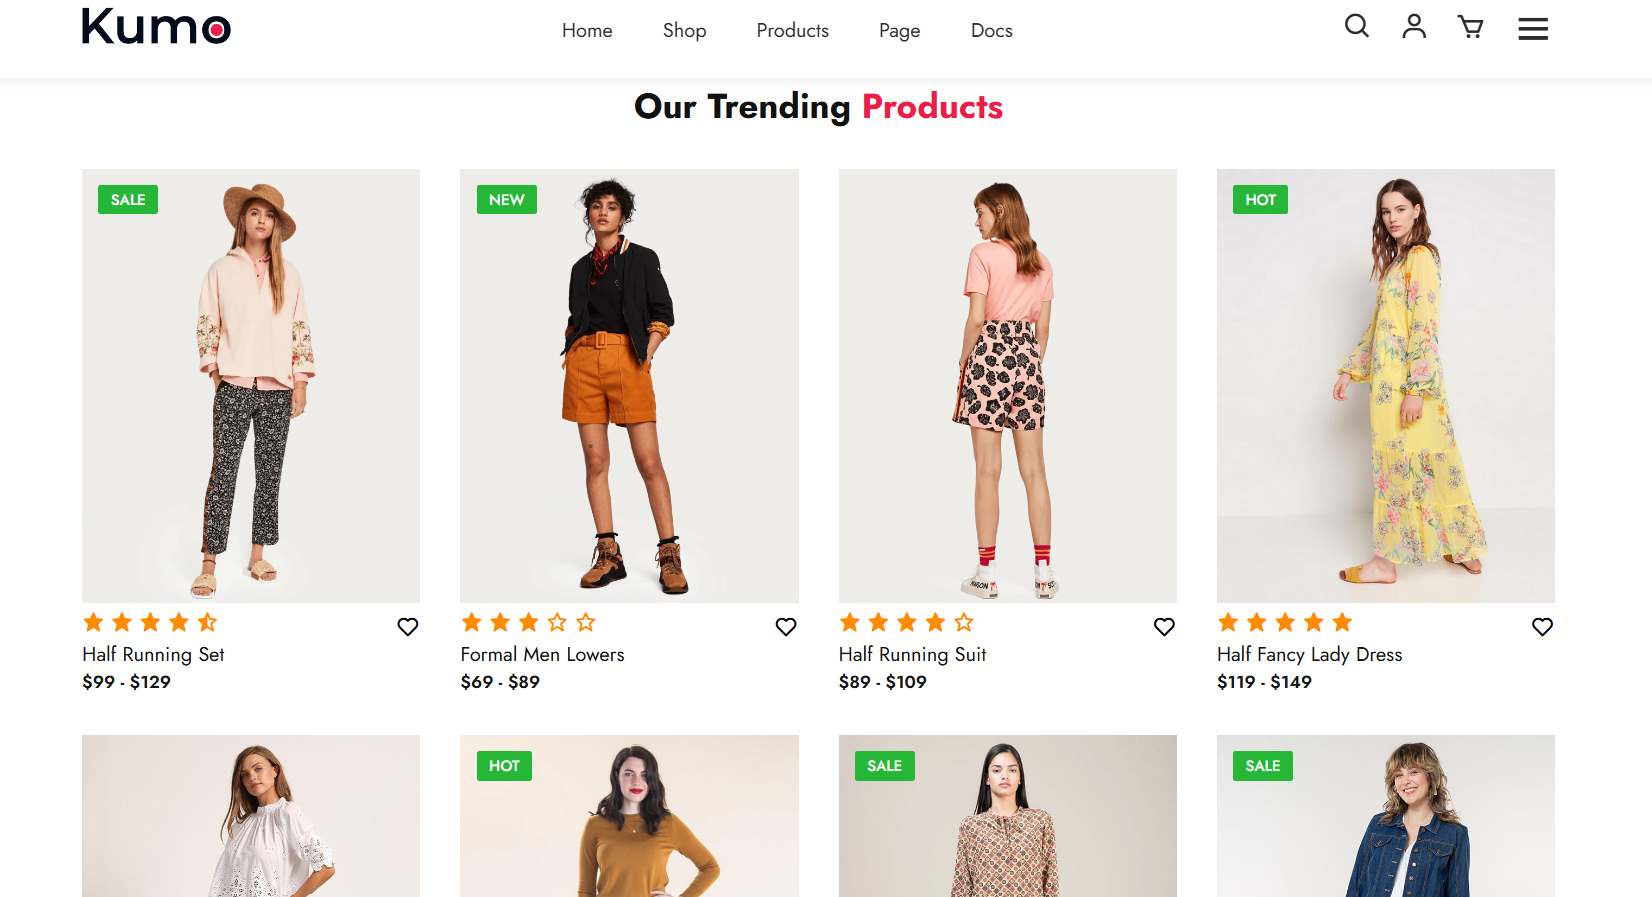 Kumo
Home Shop Products Page Docs
Our Trending Products
SALE
NEW
HOT
Half Running Set
$99 - $129
Formal Men Lowers
$69 - $89
Half Running Suit
$89 - $109
Half Fancy Lady Dress
$119 - $149
HOT
SALE
SALE